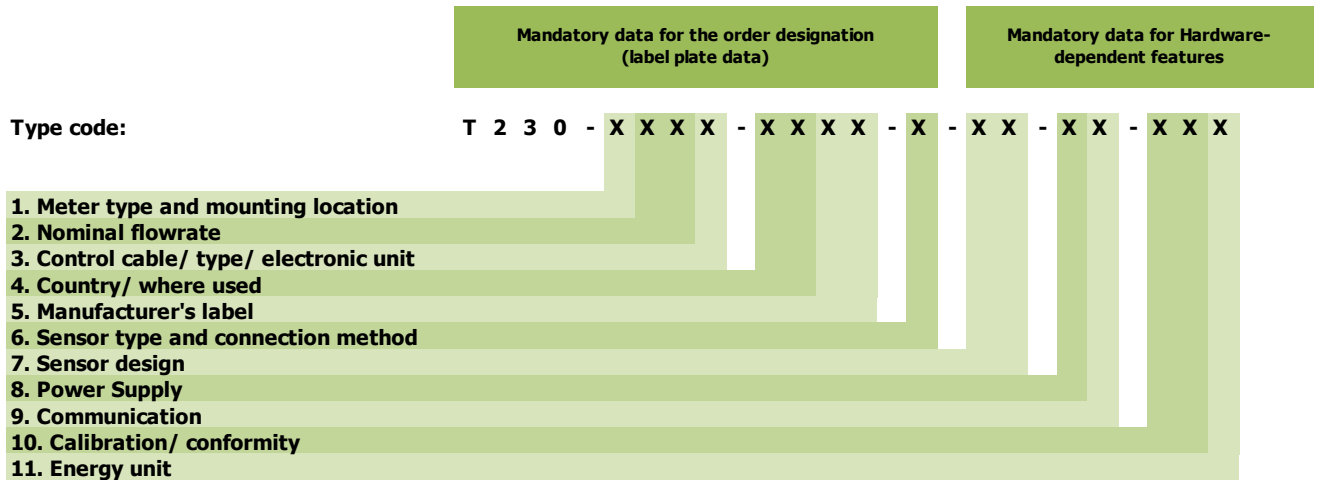 Mandatory data for the order designation
(label plate data)
Mandatory data for Hardware-
dependent features
Type code: T 2 3 0 - X X X X - X X X X - X - X X - X X - X X X
1. Meter type and mounting location
2. Nominal flowrate
3. Control cable/ type/ electronic unit
4. Country/ where used
5. Manufacturer's label
6. Sensor type and connection method
7. Sensor design
8. Power Supply
9. Communication
10. Calibration/ conformity
11. Energy unit